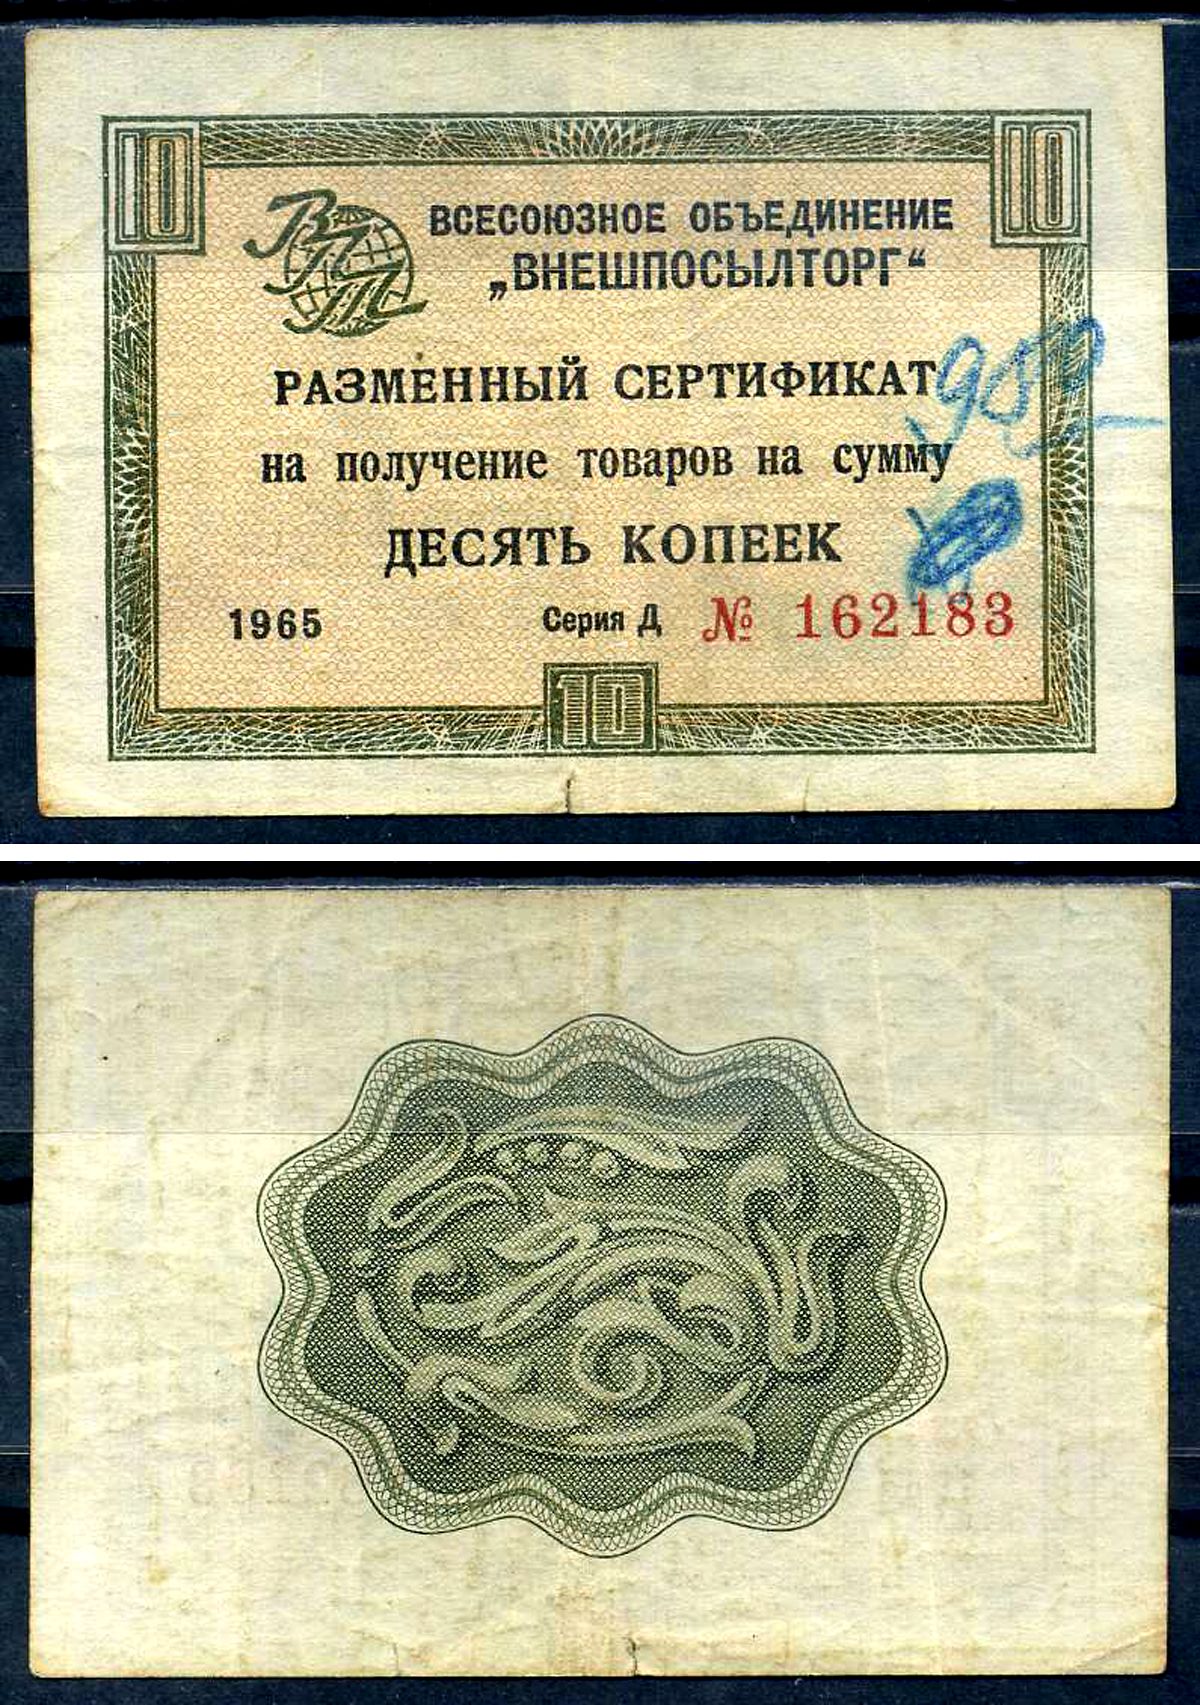 10 10
ВПТ
ВСЕСОЮЗНОЕ ОБЪЕДИНЕНИЕ
„ВНЕШПОСЫЛТОРГ“
РАЗМЕННЫЙ СЕРТИФИКАТ
на получение товаров на сумму
ДЕСЯТЬ КОПЕЕК
1965 Серия Д № 162183
10